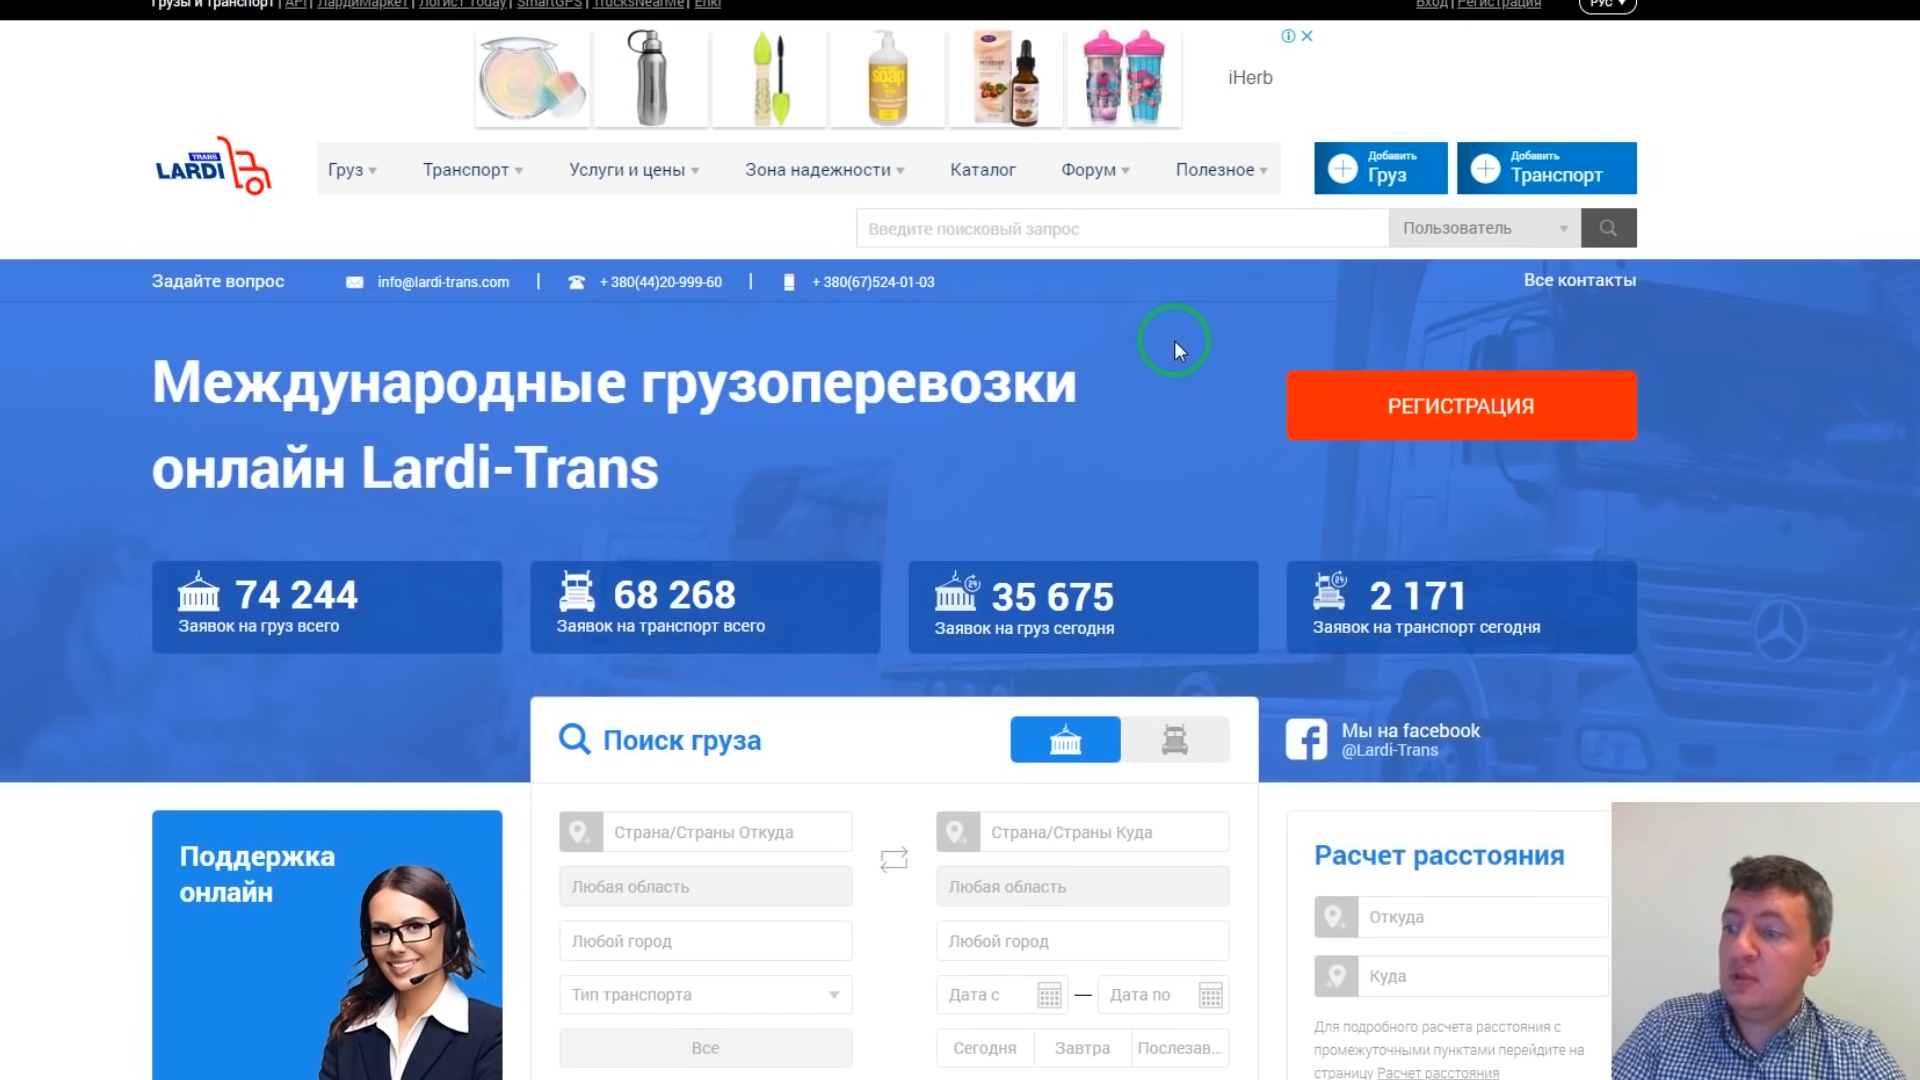 Грузы и транспорт | API | ЛардиМаркет | Логист Today | SmartGPS | TrucksNearMe | Enki
Вход | Регистрация
Рус ▼
soap
iHerb
TRANS
LARDI
Груз
Транспорт
Услуги и цены
Зона надежности
Каталог
Форум
Полезное
Добавить
Груз
Добавить
Транспорт
Введите поисковый запрос
Пользователь
Задайте вопрос
info@lardi-trans.com
+ 380(44)20-999-60
+ 380(67)524-01-03
Все контакты
Международные грузоперевозки
онлайн Lardi-Trans
РЕГИСТРАЦИЯ
74 244
Заявок на груз всего
68 268
Заявок на транспорт всего
35 675
Заявок на груз сегодня
2 171
Заявок на транспорт сегодня
Поиск груза
Мы на facebook
@Lardi-Trans
Поддержка
онлайн
Страна/Страны Откуда
Страна/Страны Куда
Любая область
Любая область
Любой город
Любой город
Тип транспорта
Дата с
—
Дата по
Все
Сегодня
Завтра
Послезав...
Расчет расстояния
Откуда
Куда
Для подробного расчета расстояния с
промежуточными пунктами перейдите на
страницу Расчет расстояния